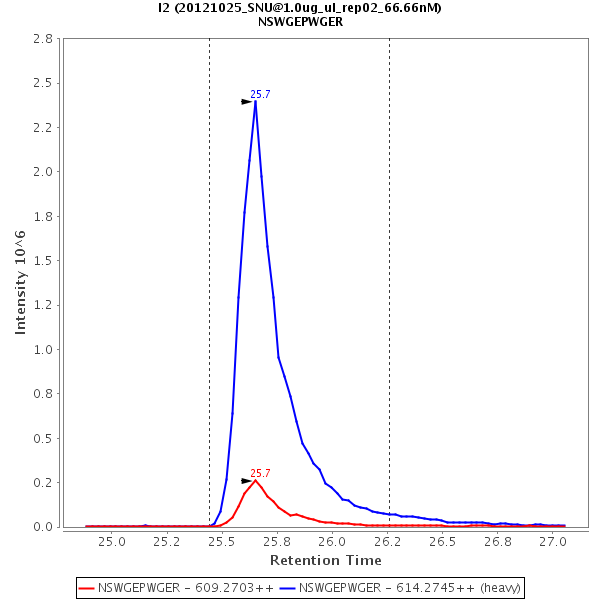 I2 (20121025_SNU@1.0ug_ul_rep02_66.66nM)
NSWGEPWGER
2.8
2.5
2.2
2.0
1.8
1.5
1.2
1.0
0.8
0.5
0.2
0.0
Intensity 10^6
25.7
25.7
25.0 25.2 25.5 25.8 26.0 26.2 26.5 26.8 27.0
Retention Time
NSWGEPWGER - 609.2703++ NSWGEPWGER - 614.2745++ (heavy)